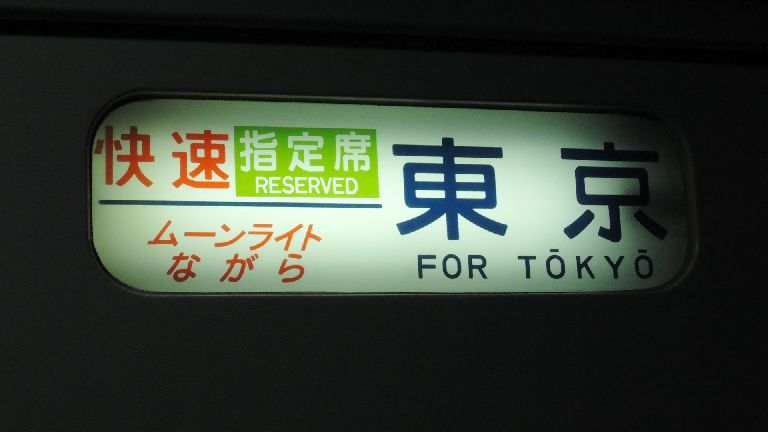 快速 指定席
RESERVED
ムーンライト
ながら
東京
FOR TŌKYŌ